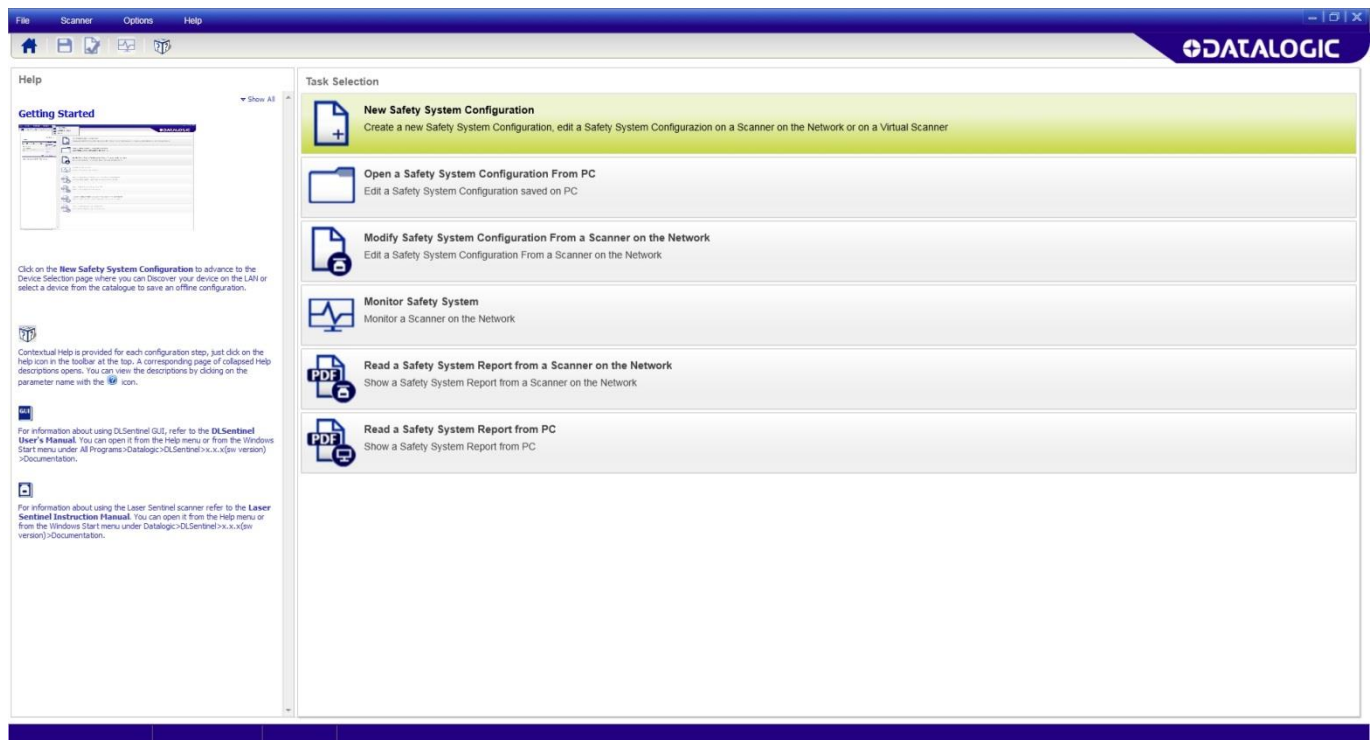 File Scanner Options Help
DATALOGIC
Help
Show All
Getting Started
Click on the New Safety System Configuration to advance to the
Device Selection page where you can Discover your device on the LAN or
select a device from the catalogue to save an offline configuration.
Contextual Help is provided for each configuration step, just click on the
help icon in the toolbar at the top. A corresponding page of collapsed Help
descriptions opens. You can view the descriptions by clicking on the
parameter name with the ? icon.
GUI
For information about using DLSentinel GUI, refer to the DLSentinel
User's Manual. You can open it from the Help menu or from the Windows
Start menu under All Programs>Datalogic>DLSentinel>x.x.x(sw version)
>Documentation.
For information about using the Laser Sentinel scanner refer to the Laser
Sentinel Instruction Manual. You can open it from the Help menu or
from the Windows Start menu under Datalogic>DLSentinel>x.x.x(sw
version)>Documentation.
Task Selection
New Safety System Configuration
Create a new Safety System Configuration, edit a Safety System Configurazion on a Scanner on the Network or on a Virtual Scanner
Open a Safety System Configuration From PC
Edit a Safety System Configuration saved on PC
Modify Safety System Configuration From a Scanner on the Network
Edit a Safety System Configuration From a Scanner on the Network
Monitor Safety System
Monitor a Scanner on the Network
PDF
Read a Safety System Report from a Scanner on the Network
Show a Safety System Report from a Scanner on the Network
PDF
Read a Safety System Report from PC
Show a Safety System Report from PC